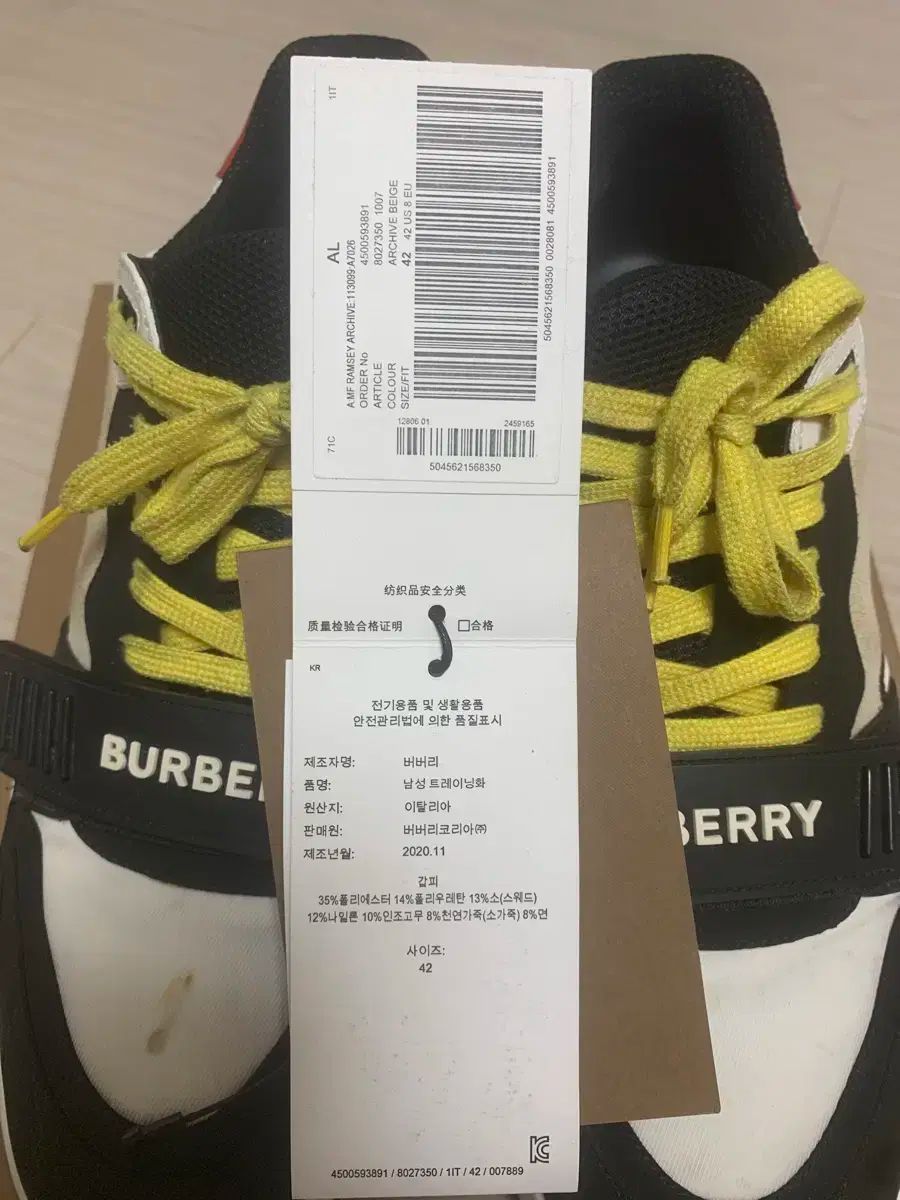 1IT
AL
A:MF RAMSEY ARCHIVE:113099:A7026
ORDER No 4500593891
ARTICLE 8027350 1007
COLOUR ARCHIVE BEIGE
SIZE/FIT 42 42 US 8 EU
71C
5045621568350 0028081 4500593891
12806 01 2459165
5045621568350
纺织品安全分类
质量检验合格证明 □合格
KR
전기용품 및 생활용품
안전관리법에 의한 품질표시
제조자명: 버버리
품명: 남성 트레이닝화
원산지: 이탈리아
판매원: 버버리코리아㈜
제조년월: 2020.11
갑피
35%폴리에스터 14%폴리우레탄 13%소(스웨드)
12%나일론 10%인조고무 8%천연가죽(소가죽) 8%면
사이즈:
42
4500593891 / 8027350 / 1IT / 42 / 007889
BURBE
BERRY